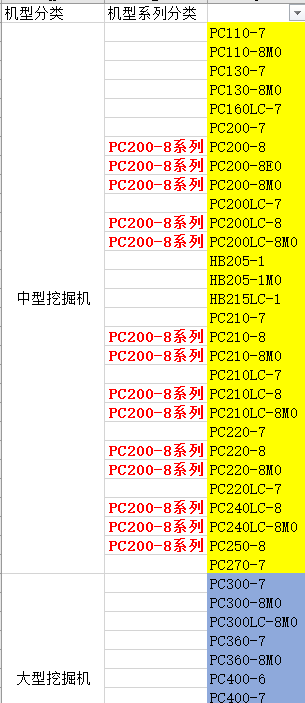 机型分类 机型系列分类
PC110-7
PC110-8M0
PC130-7
PC130-8M0
PC160LC-7
PC200-7
PC200-8系列 PC200-8
PC200-8系列 PC200-8E0
PC200-8系列 PC200-8M0
PC200LC-7
PC200-8系列 PC200LC-8
PC200-8系列 PC200LC-8M0
HB205-1
HB205-1M0
中型挖掘机 HB215LC-1
PC210-7
PC200-8系列 PC210-8
PC200-8系列 PC210-8M0
PC210LC-7
PC200-8系列 PC210LC-8
PC200-8系列 PC210LC-8M0
PC220-7
PC200-8系列 PC220-8
PC200-8系列 PC220-8M0
PC220LC-7
PC200-8系列 PC240LC-8
PC200-8系列 PC240LC-8M0
PC200-8系列 PC250-8
PC270-7
PC300-7
PC300-8M0
PC300LC-8M0
PC360-7
PC360-8M0
大型挖掘机 PC400-6
PC400-7